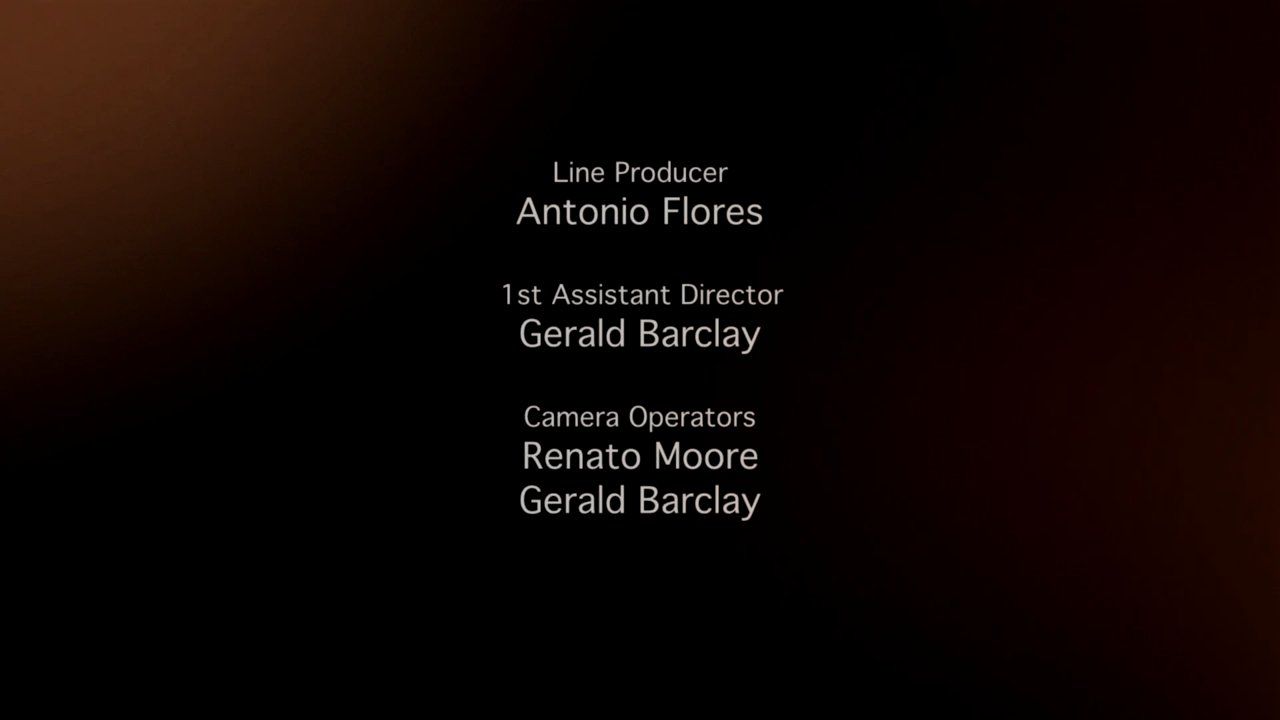 Line Producer
Antonio Flores
1st Assistant Director
Gerald Barclay
Camera Operators
Renato Moore
Gerald Barclay